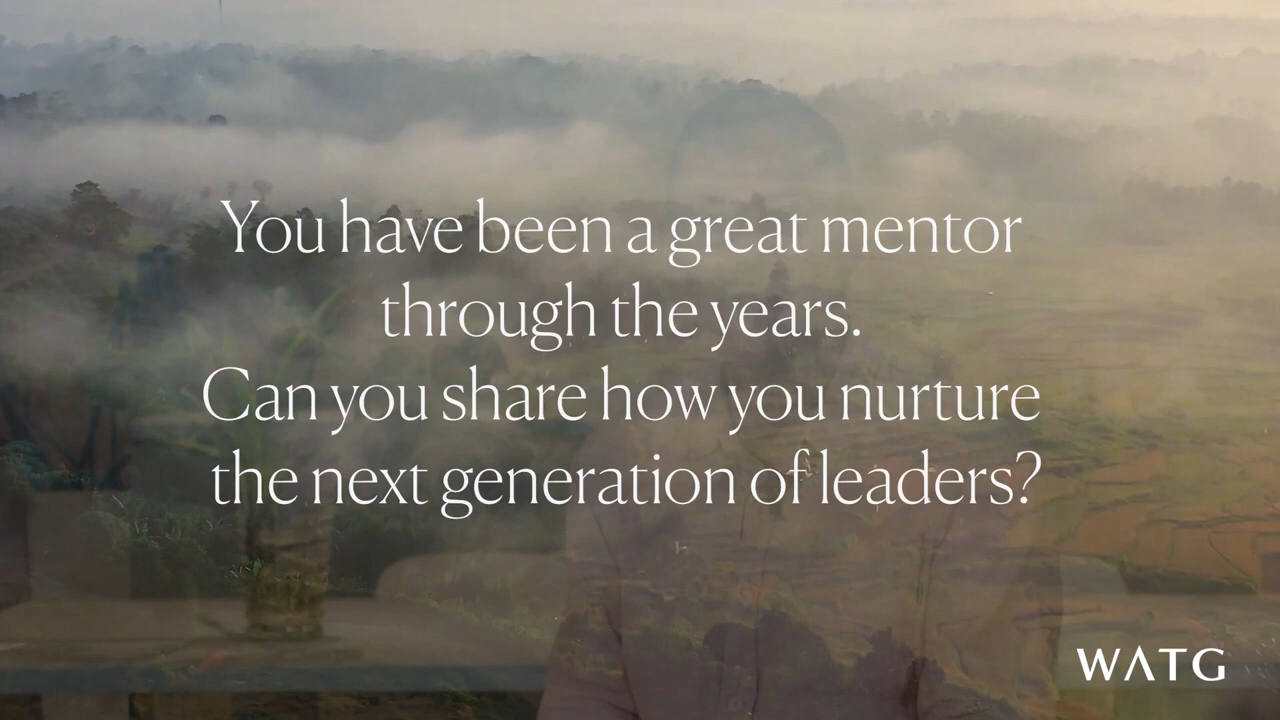 You have been a great mentor
through the years.
Can you share how you nurture
the next generation of leaders?
WATG